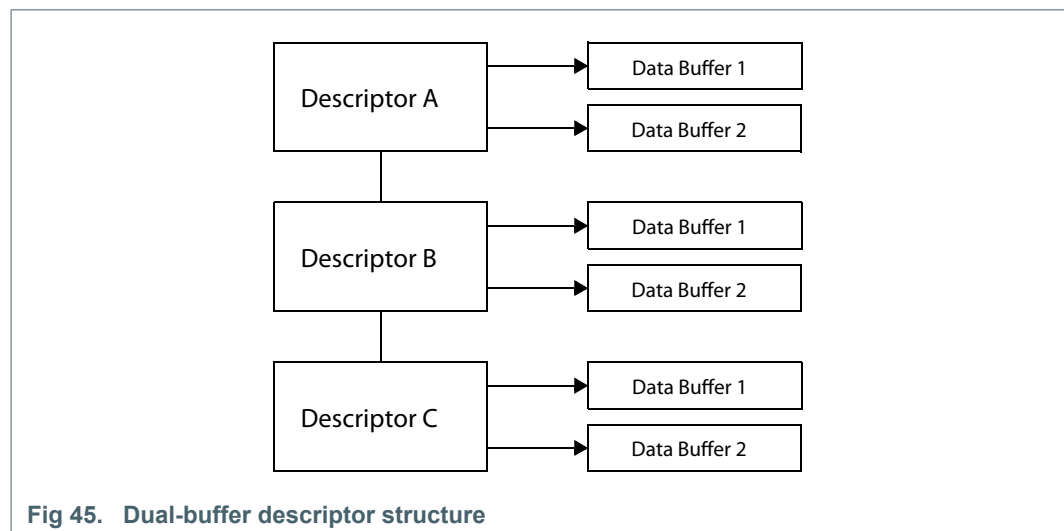 Descriptor A
Data Buffer 1
Data Buffer 2
Descriptor B
Data Buffer 1
Data Buffer 2
Descriptor C
Data Buffer 1
Data Buffer 2
Fig 45. Dual-buffer descriptor structure